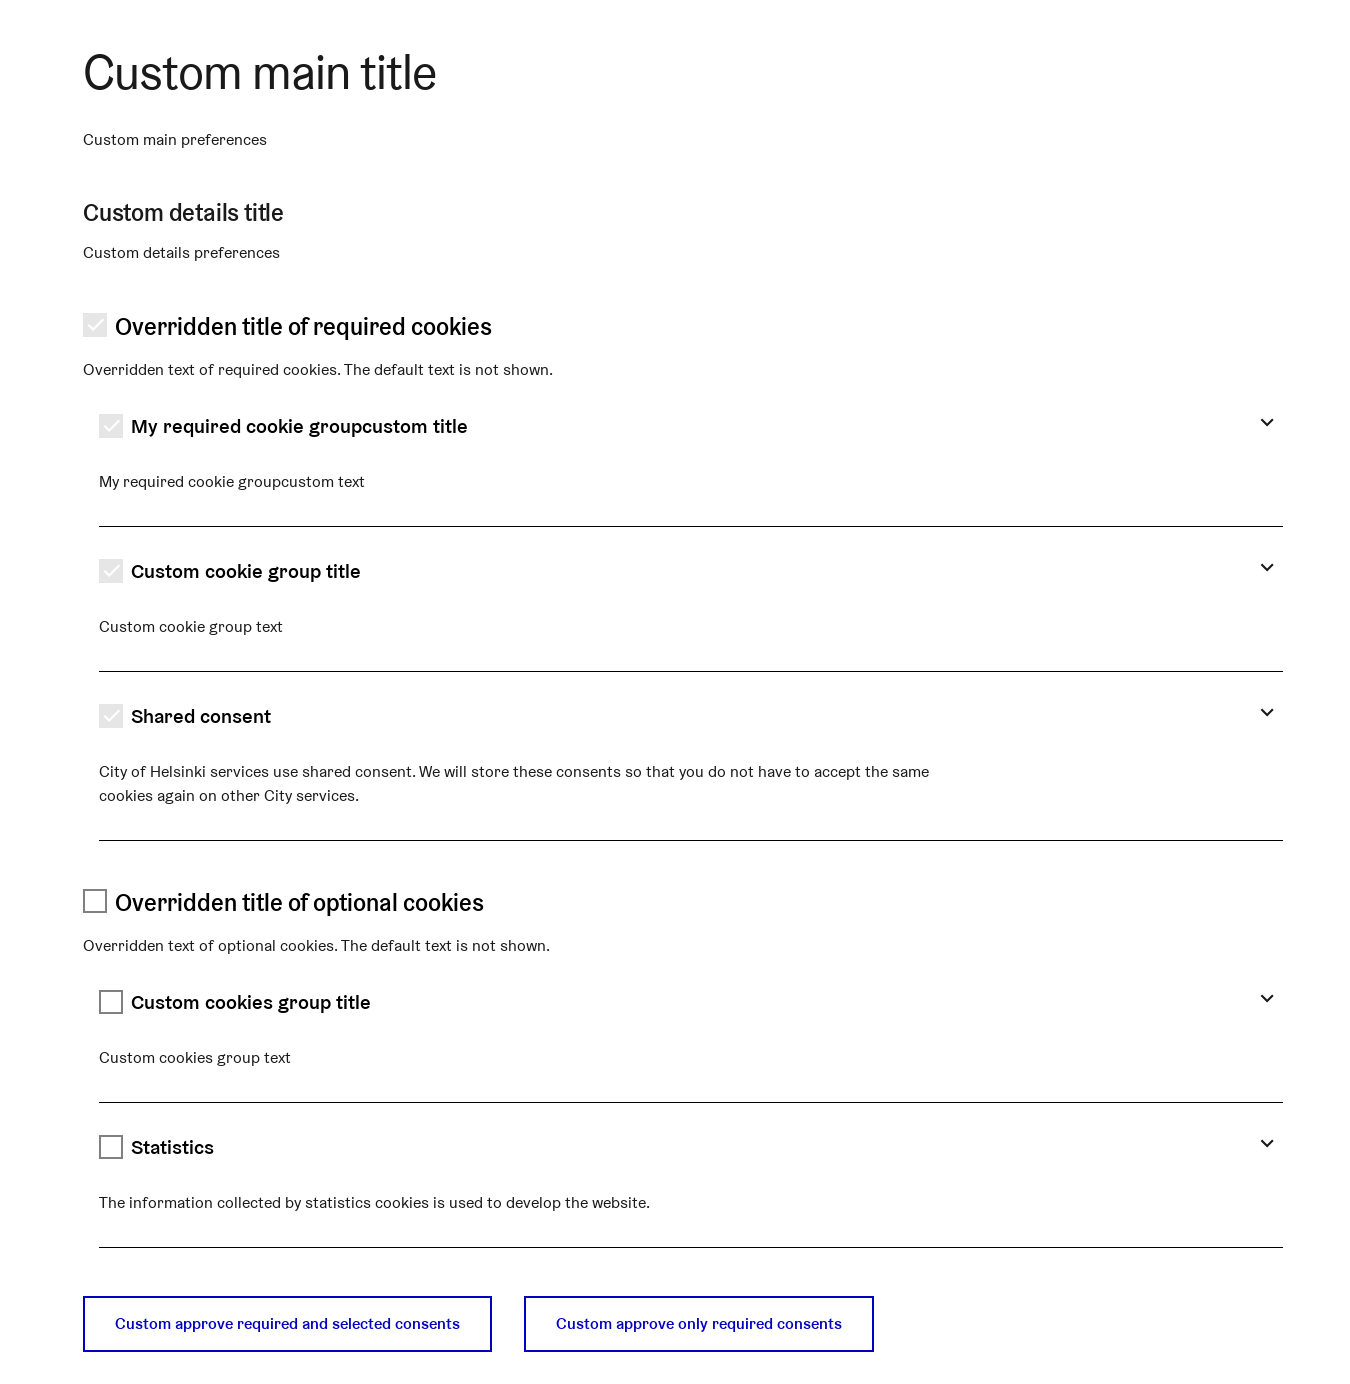 Custom main title
Custom main preferences
Custom details title
Custom details preferences
Overridden title of required cookies
Overridden text of required cookies. The default text is not shown.
My required cookie groupcustom title
My required cookie groupcustom text
Custom cookie group title
Custom cookie group text
Shared consent
City of Helsinki services use shared consent. We will store these consents so that you do not have to accept the same
cookies again on other City services.
Overridden title of optional cookies
Overridden text of optional cookies. The default text is not shown.
Custom cookies group title
Custom cookies group text
Statistics
The information collected by statistics cookies is used to develop the website.
Custom approve required and selected consents
Custom approve only required consents